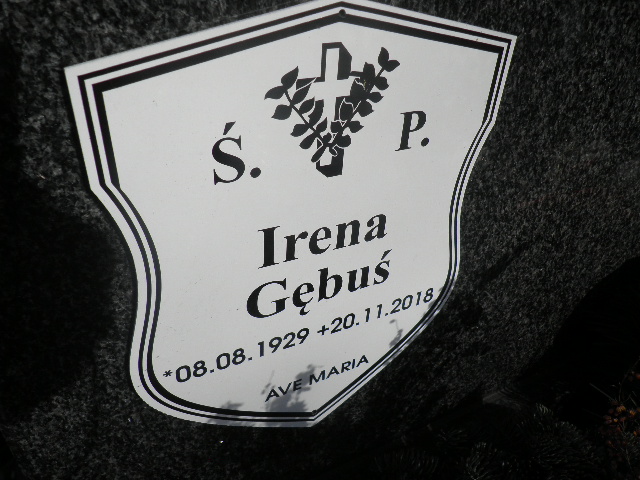 Ś. P.
Irena
Gębuś
*08.08.1929 +20.11.2018
AVE MARIA